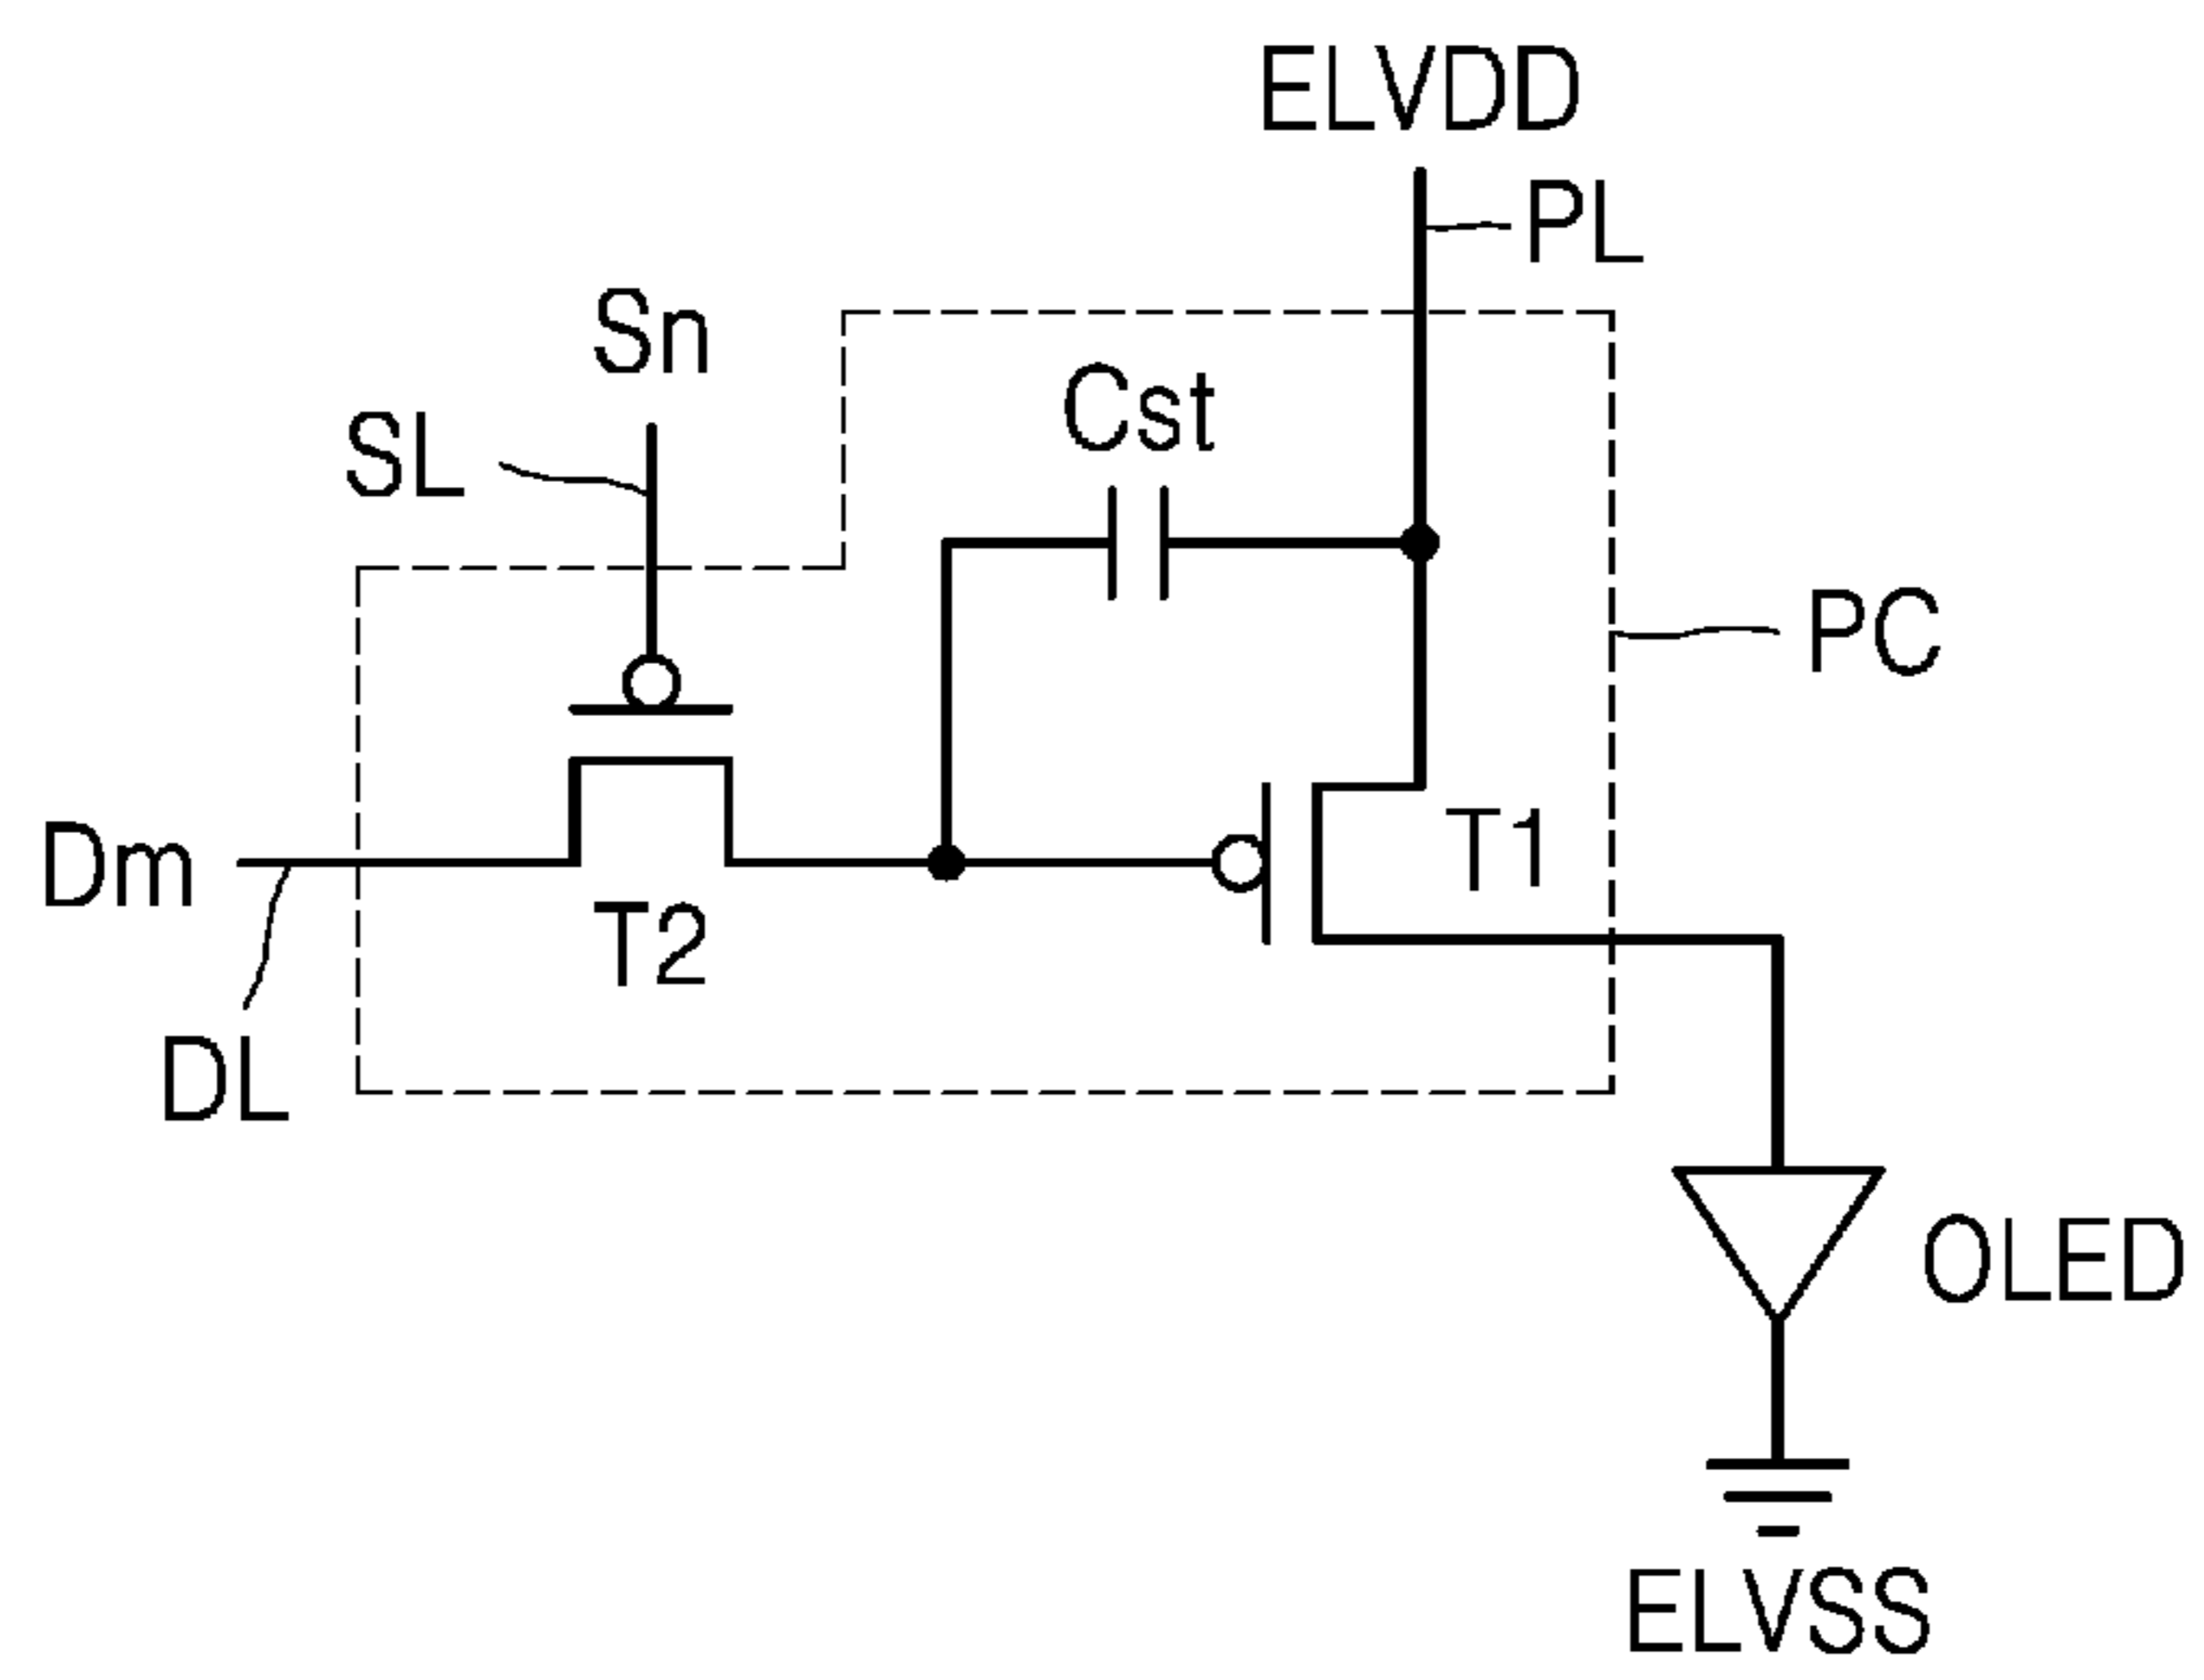 ELVDD
PL
Sn
Cst
SL
PC
T1
Dm
T2
DL
OLED
ELVSS